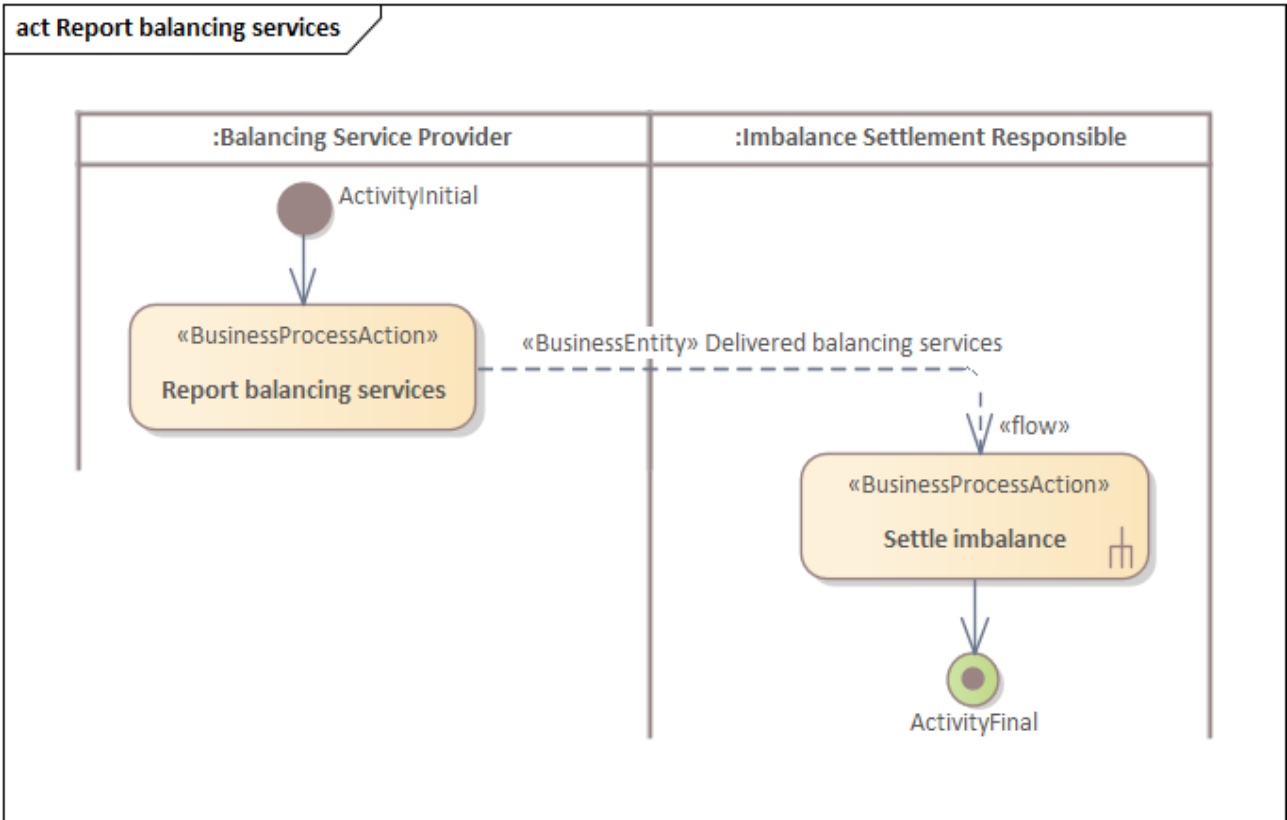 act Report balancing services
:Balancing Service Provider
:Imbalance Settlement Responsible
ActivityInitial
«BusinessProcessAction»
Report balancing services
«BusinessEntity» Delivered balancing services
«flow»
«BusinessProcessAction»
Settle imbalance
ActivityFinal